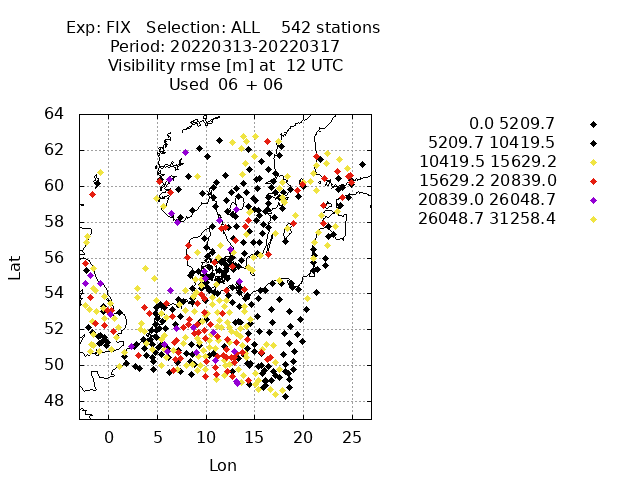 Exp: FIX   Selection: ALL    542 stations
Period: 20220313-20220317
Visibility rmse [m] at  12 UTC
Used  06 + 06
0.0 5209.7
5209.7 10419.5
10419.5 15629.2
15629.2 20839.0
20839.0 26048.7
26048.7 31258.4
64
62
60
58
56
54
52
50
48
Lat
0 5 10 15 20 25
Lon